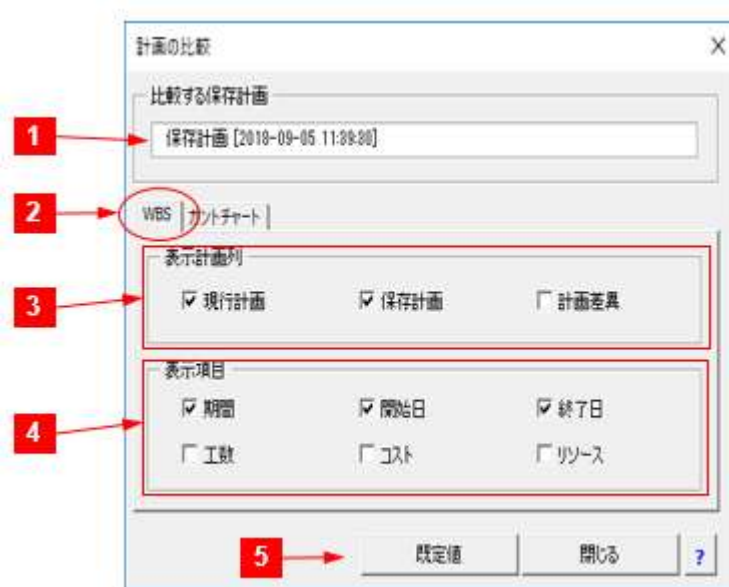 計画の比較
比較する保存計画
1
保存計画 [2018-09-05 11:39:30]
2
WBS ガントチャート
表示計画列
3
現行計画 保存計画 計画差異
表示項目
期間 開始日 終了日
4
工数 コスト リソース
5
既定値 閉じる ?